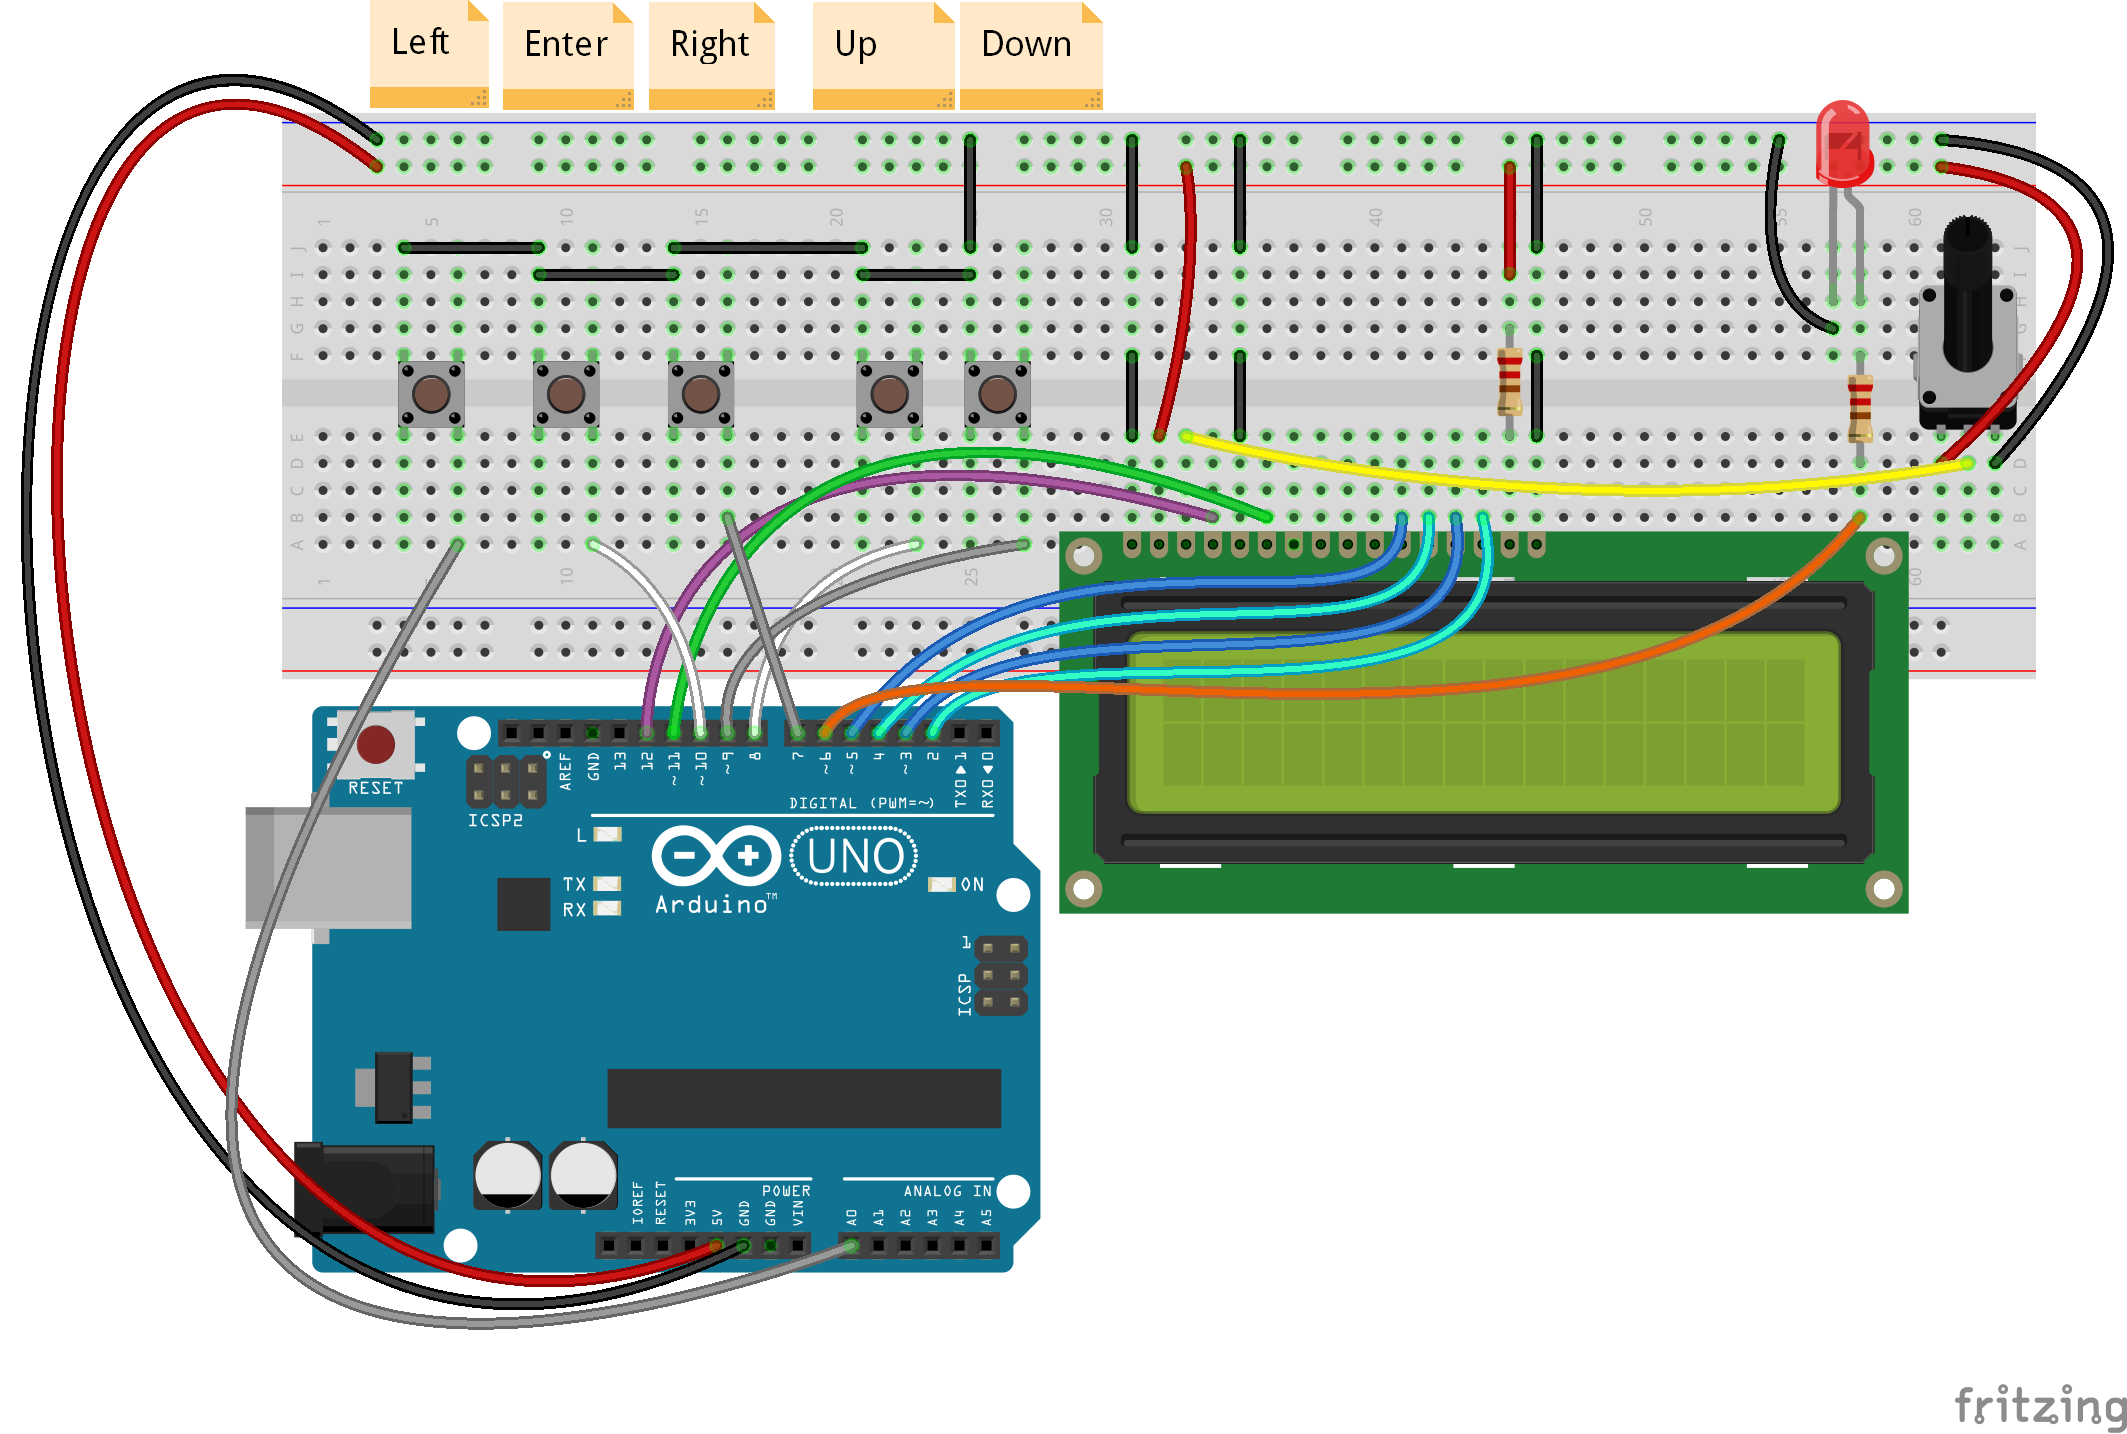 Left
Enter
Right
Up
Down
1 5 10 15 20 30 40 50 55 60
J J
I I
H H
G G
F
E
D D
C C
B B
A A
1 10 25 60
RESET
ICSP2
AREF
GND
13
12
~11
~10
~9
8
7
~6
~5
4
~3
2
TX0▶1
RX0◀0
DIGITAL (PWM=~)
L
TX
RX
UNO
Arduino™
ON
1
ICSP
IOREF
RESET
3V3
5V
GND
GND
VIN
POWER
A0
A1
A2
A3
A4
A5
ANALOG IN
fritzing